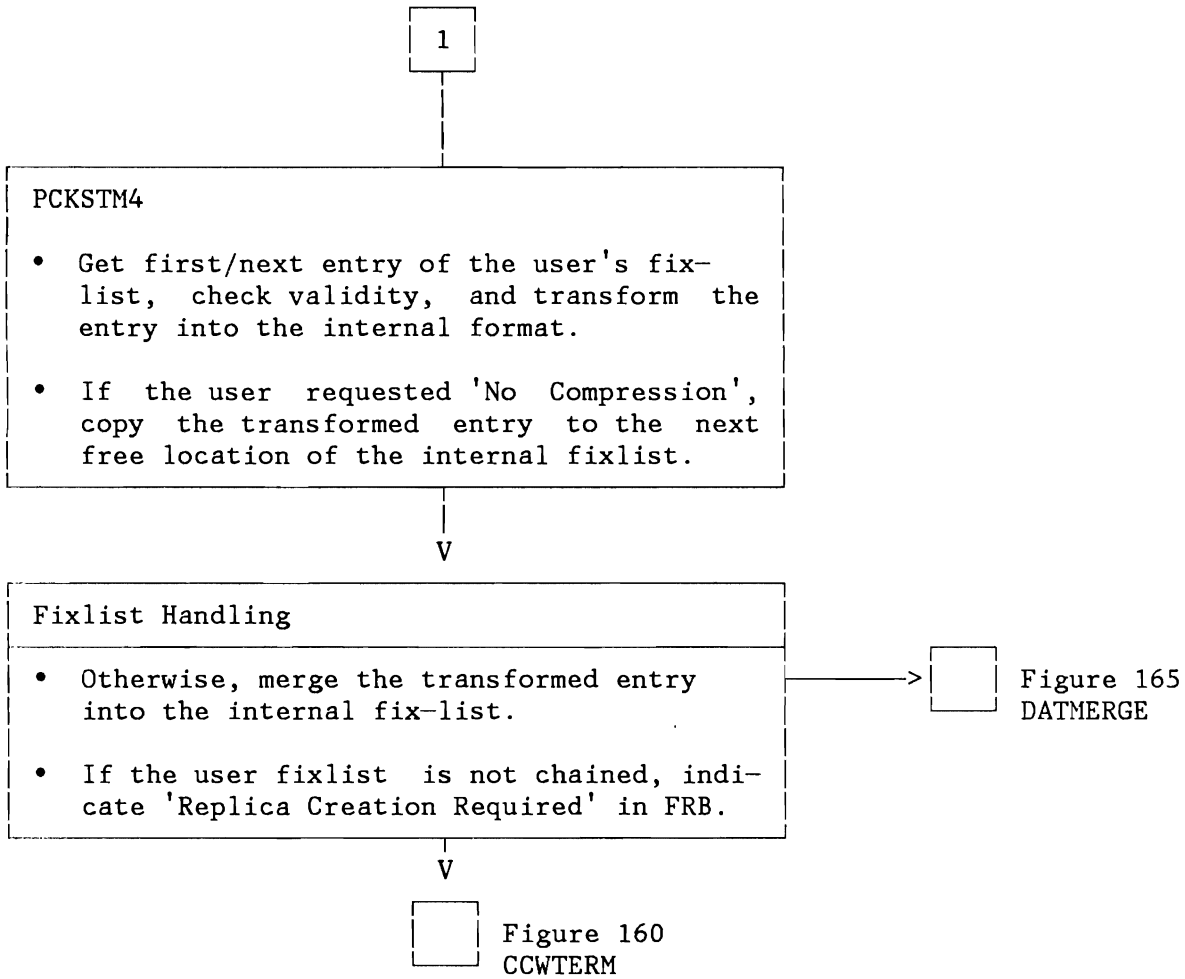 1
PCKSTM4
• Get first/next entry of the user's fix-
list, check validity, and transform the
entry into the internal format.
• If the user requested 'No Compression',
copy the transformed entry to the next
free location of the internal fixlist.
V
Fixlist Handling
• Otherwise, merge the transformed entry
into the internal fix-list.
> Figure 165
DATMERGE
• If the user fixlist is not chained, indi-
cate 'Replica Creation Required' in FRB.
V
Figure 160
CCWTERM